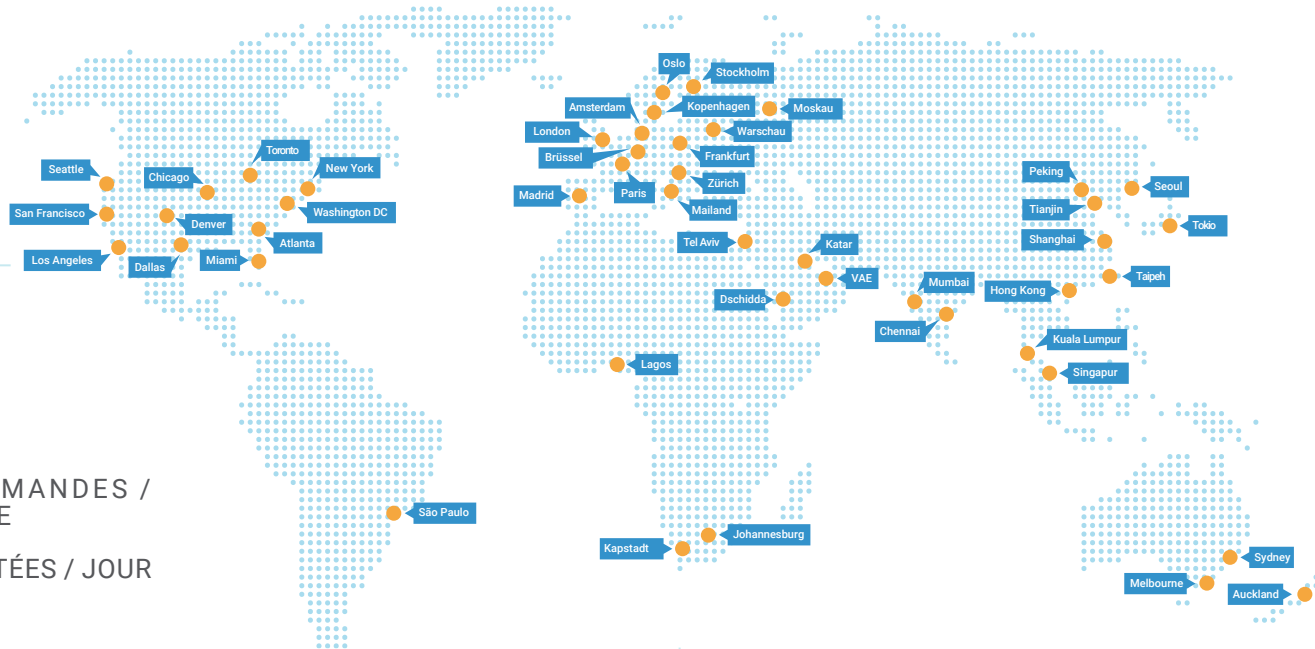 Oslo
Stockholm
Amsterdam
Kopenhagen
Moskau
London
Warschau
Brüssel
Frankfurt
Toronto
Seattle
Chicago
New York
Paris
Zürich
Madrid
Mailand
San Francisco
Denver
Washington DC
Atlanta
Los Angeles
Dallas
Miami
Peking
Seoul
Tianjin
Tokio
Shanghai
Tel Aviv
Katar
VAE
Dschidda
Mumbai
Hong Kong
Taipeh
Chennai
Kuala Lumpur
Singapur
Lagos
MANDES /
E
TÉES / JOUR
São Paulo
Kapstadt
Johannesburg
Sydney
Melbourne
Auckland